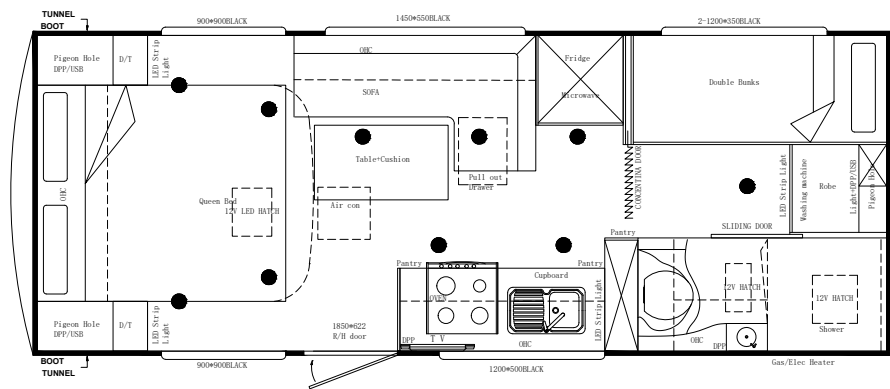 TUNNEL
BOOT
900*900BLACK
1450*550BLACK
2-1200*350BLACK
Pigeon Hole
DPP/USB
D/T
LED Strip
Light
OHC
SOFA
Fridge
Microwave
Double Bunks
Table+Cushion
Pull out
Drawer
CONCENTINA DOOR
LED Strip Light
Washing machine
Robe
Light+DPP/USB
Pigeon Hole
OHC
Queen Bed
12V LED HATCH
Air con
SLIDING DOOR
Pantry
Pantry
Cupboard
Pantry
OVEN
LED Strip Light
12V HATCH
12V HATCH
Pigeon Hole
DPP/USB
D/T
LED Strip
Light
1850*622
R/H door
DPP
T V
OHC
OHC
DPP
Shower
BOOT
TUNNEL
900*900BLACK
1200*500BLACK
Gas/Elec Heater